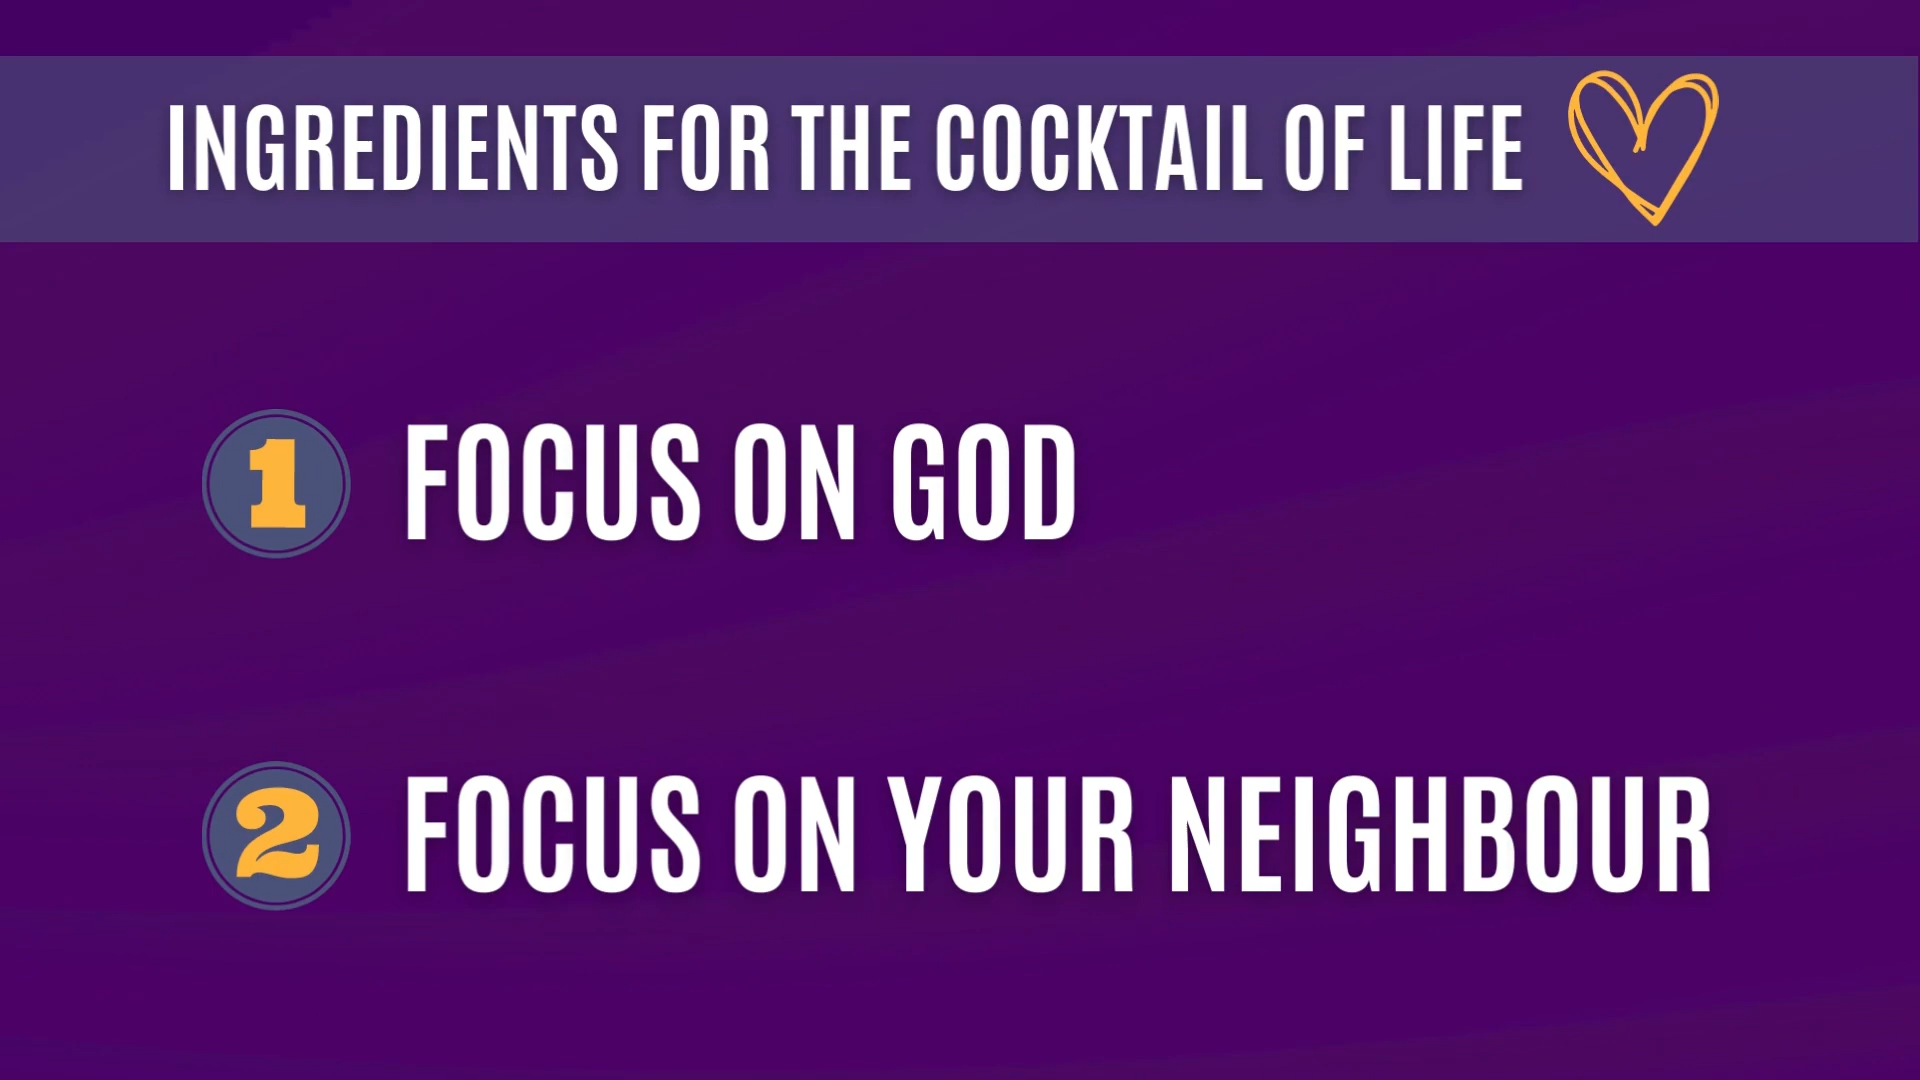 INGREDIENTS FOR THE COCKTAIL OF LIFE
1 FOCUS ON GOD
2 FOCUS ON YOUR NEIGHBOUR